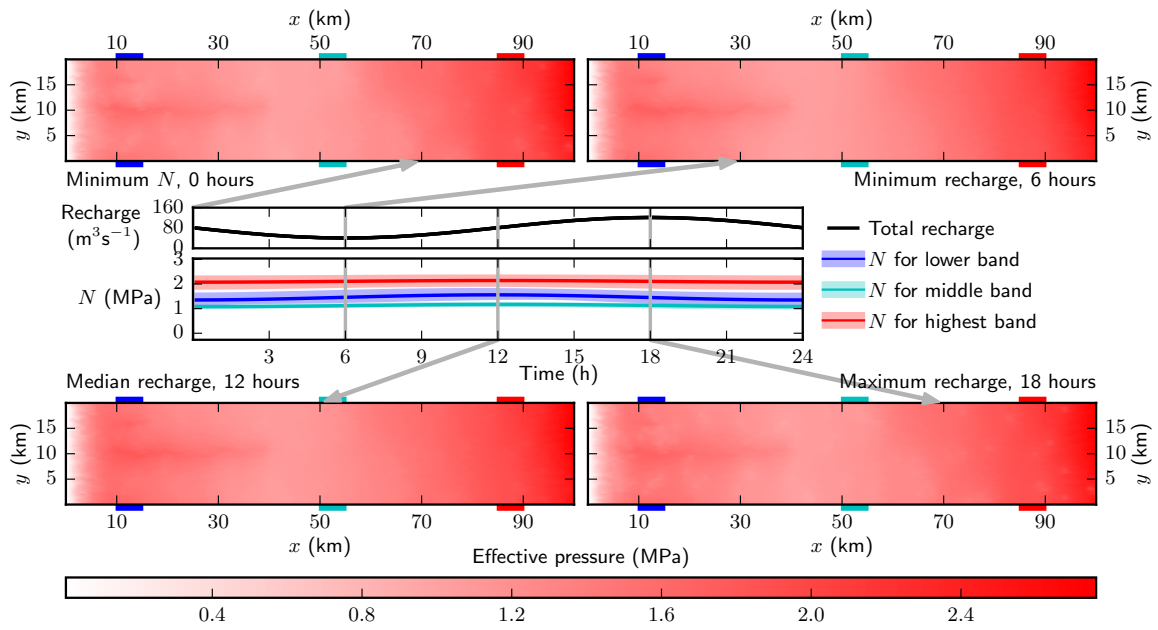 x (km)
x (km)
10 30 50 70 90
10 30 50 70 90
y (km)
15
10
5
15
10
5
y (km)
Minimum N, 0 hours
Minimum recharge, 6 hours
Recharge
(m³s⁻¹)
160
80
0
Total recharge
N (MPa)
3
2
1
0
N for lower band
N for middle band
N for highest band
3 6 9 12 15 18 21 24
Time (h)
Median recharge, 12 hours
Maximum recharge, 18 hours
y (km)
15
10
5
15
10
5
y (km)
10 30 50 70 90
10 30 50 70 90
x (km)
x (km)
Effective pressure (MPa)
0.4 0.8 1.2 1.6 2.0 2.4